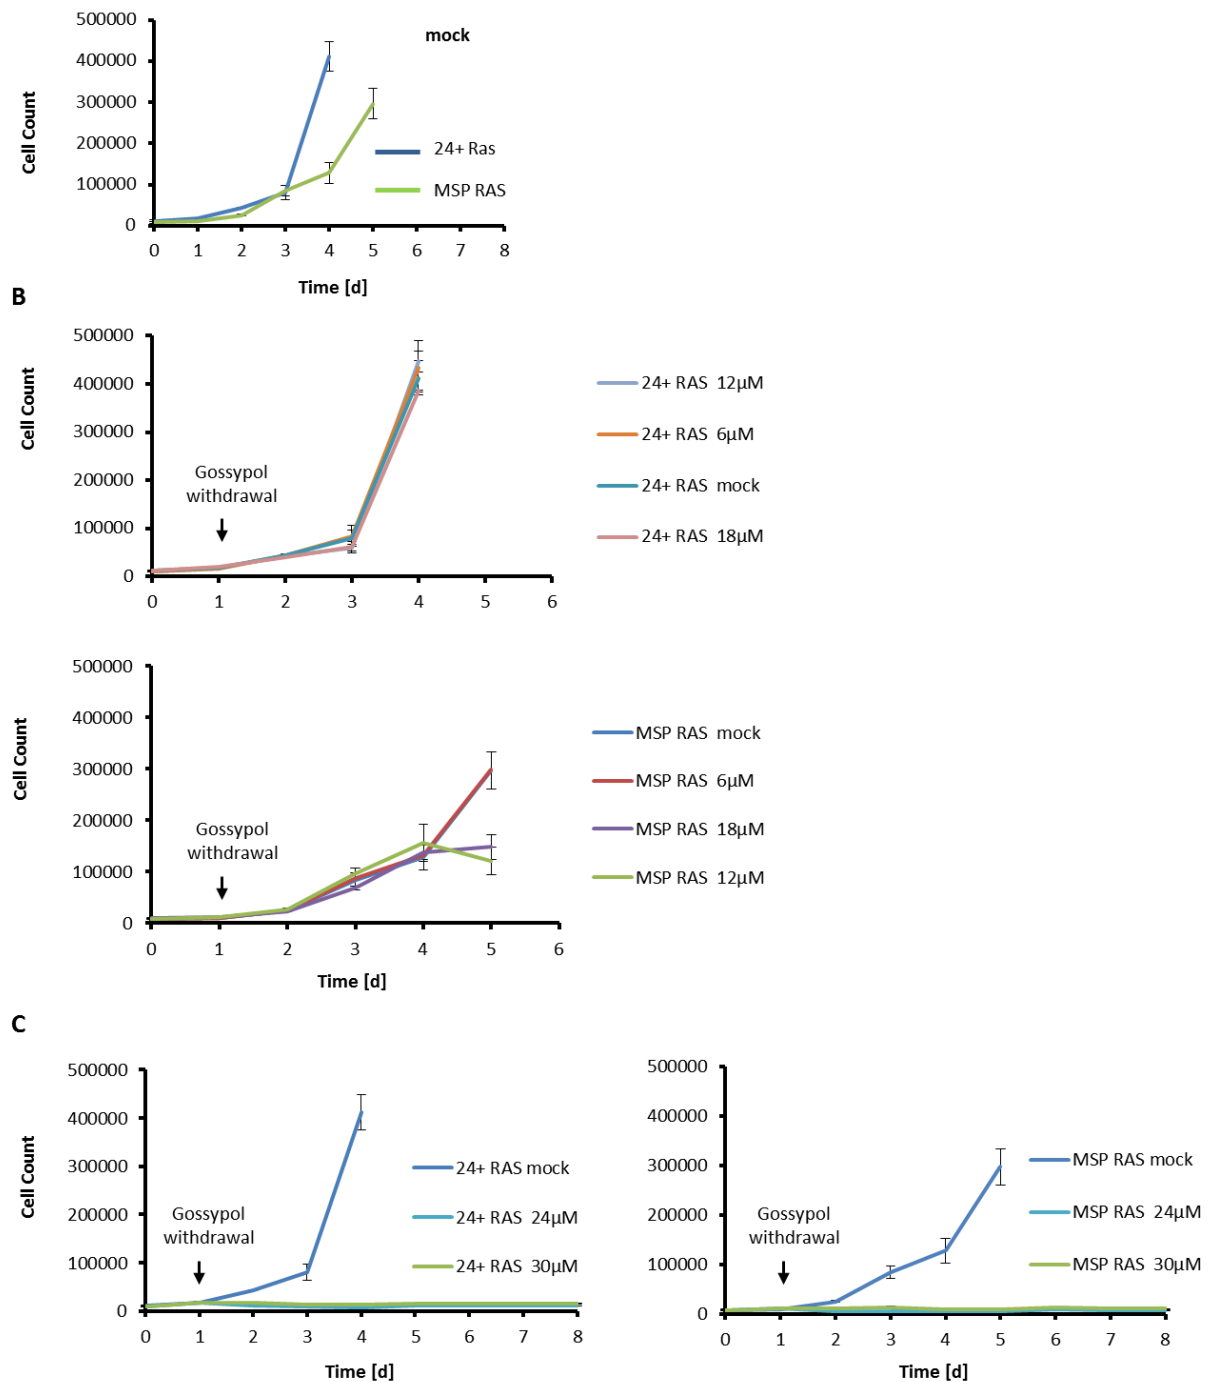 500000
mock
400000
300000
200000
100000
0
Cell Count
24+ Ras
MSP RAS
0 1 2 3 4 5 6 7 8
Time [d]
B
500000
400000
300000
200000
100000
0
Cell Count
Gossypol
withdrawal
24+ RAS 12µM
24+ RAS 6µM
24+ RAS mock
24+ RAS 18µM
0 1 2 3 4 5 6
500000
400000
300000
200000
100000
0
Cell Count
Gossypol
withdrawal
MSP RAS mock
MSP RAS 6µM
MSP RAS 18µM
MSP RAS 12µM
0 1 2 3 4 5 6
Time [d]
C
500000
400000
300000
200000
100000
0
Cell Count
Gossypol
withdrawal
24+ RAS mock
24+ RAS 24µM
24+ RAS 30µM
0 1 2 3 4 5 6 7 8
Time [d]
500000
400000
300000
200000
100000
0
Gossypol
withdrawal
MSP RAS mock
MSP RAS 24µM
MSP RAS 30µM
0 1 2 3 4 5 6 7 8
Time [d]